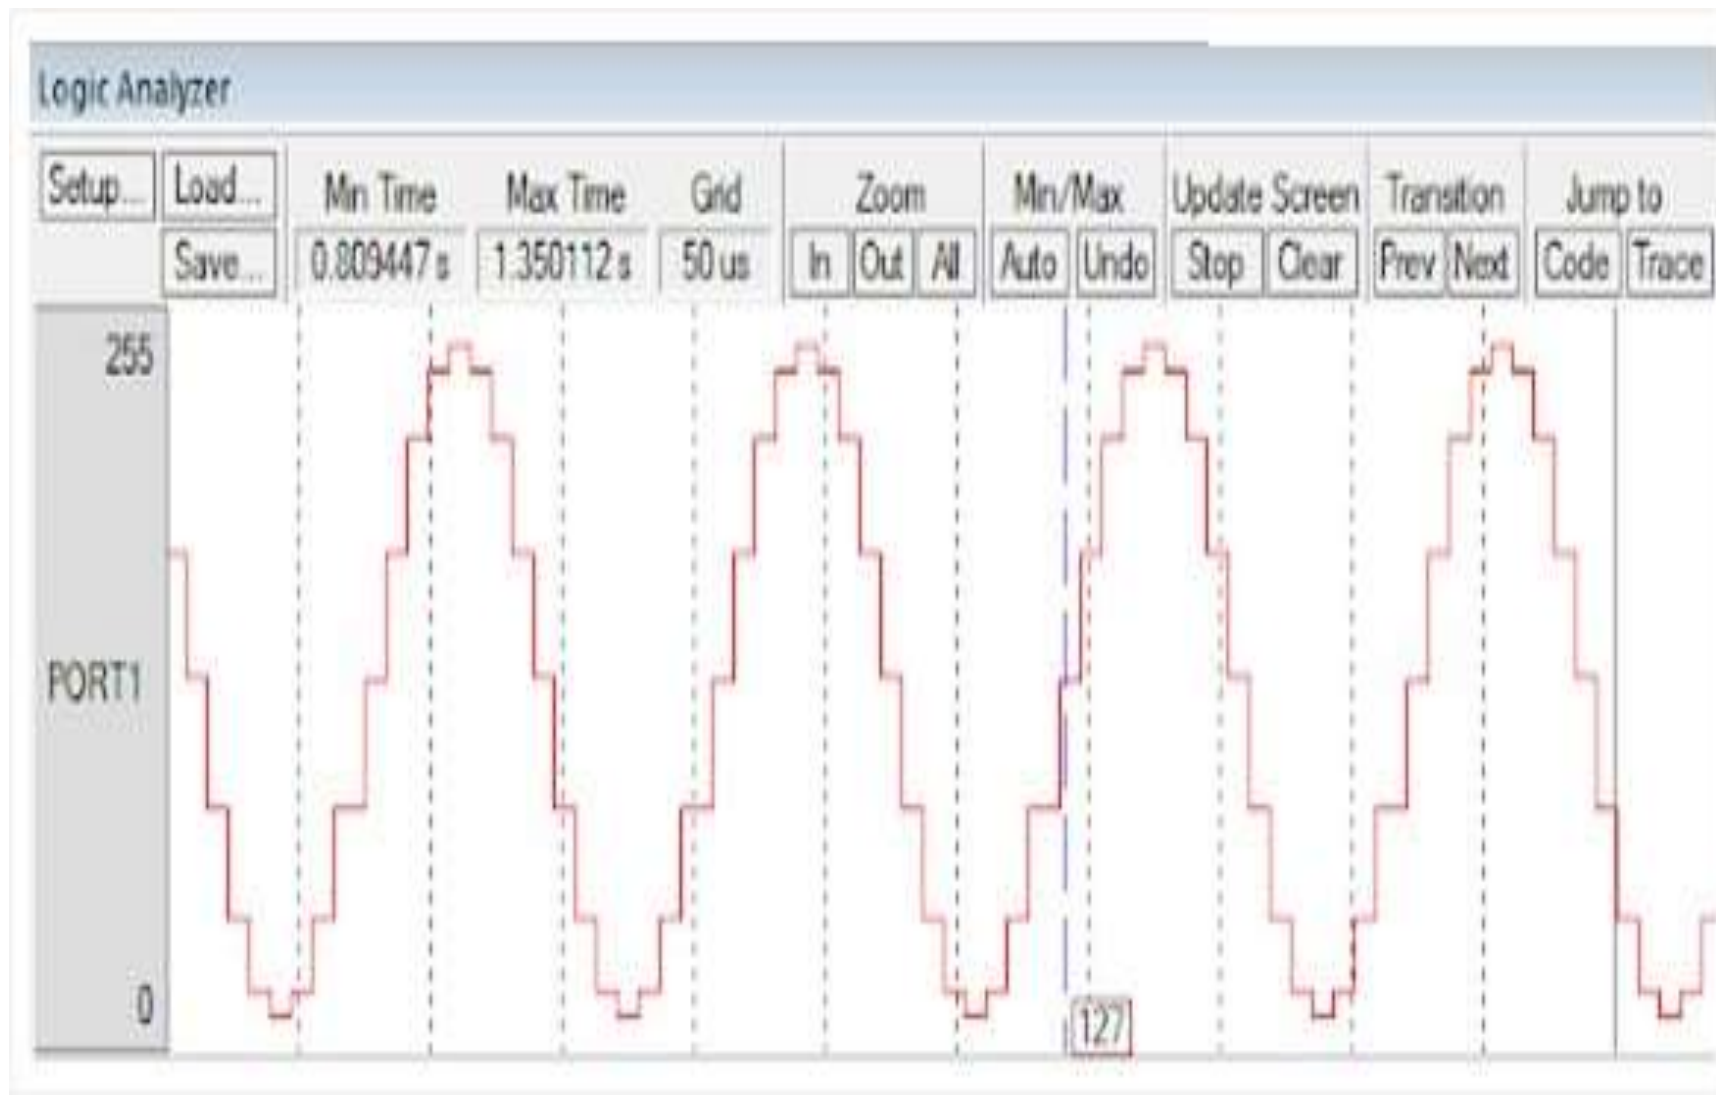 Logic Analyzer
Setup... Load... Min Time Max Time Grid Zoom Min/Max Update Screen Transition Jump to
Save... 0.809447 s 1.350112 s 50 us In Out All Auto Undo Stop Clear Prev Next Code Trace
255
PORT1
0
127